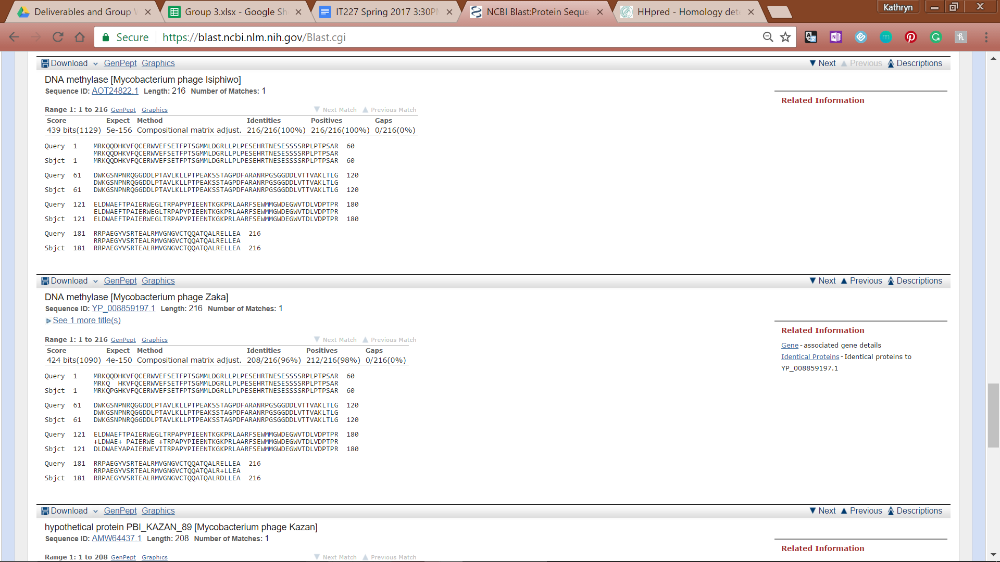 Deliverables and Group W
Group 3.xlsx - Google Sh
IT227 Spring 2017 3:30PM
NCBI Blast:Protein Seque
HHpred - Homology dete
Kathryn
Secure https://blast.ncbi.nlm.nih.gov/Blast.cgi
Download GenPept Graphics Next Previous Descriptions
DNA methylase [Mycobacterium phage Isiphiwo]
Sequence ID: AOT24822.1 Length: 216 Number of Matches: 1
Related Information
Range 1: 1 to 216 GenPept Graphics Next Match Previous Match
Score Expect Method Identities Positives Gaps
439 bits(1129) 5e-156 Compositional matrix adjust. 216/216(100%) 216/216(100%) 0/216(0%)
Query 1 MRKQQDHKVFQCERWVEFSETFPTSGMMLDGRLLPLPESEHRTNESESSSSRPLPTPSAR 60
MRKQQDHKVFQCERWVEFSETFPTSGMMLDGRLLPLPESEHRTNESESSSSRPLPTPSAR
Sbjct 1 MRKQQDHKVFQCERWVEFSETFPTSGMMLDGRLLPLPESEHRTNESESSSSRPLPTPSAR 60
Query 61 DWKGSNPNRQGGDDLPTAVLKLLPTPEAKSSTAGPDFARANRPGSGGDDLVTTVAKLTLG 120
DWKGSNPNRQGGDDLPTAVLKLLPTPEAKSSTAGPDFARANRPGSGGDDLVTTVAKLTLG
Sbjct 61 DWKGSNPNRQGGDDLPTAVLKLLPTPEAKSSTAGPDFARANRPGSGGDDLVTTVAKLTLG 120
Query 121 ELDWAEFTPAIERWEGLTRPAPYPIEENTKGKPRLAARFSEWMMGWDEGWVTDLVDPTPR 180
ELDWAEFTPAIERWEGLTRPAPYPIEENTKGKPRLAARFSEWMMGWDEGWVTDLVDPTPR
Sbjct 121 ELDWAEFTPAIERWEGLTRPAPYPIEENTKGKPRLAARFSEWMMGWDEGWVTDLVDPTPR 180
Query 181 RRPAEGYVSRTEALRMVGNGVCTQQATQALRELLEA 216
RRPAEGYVSRTEALRMVGNGVCTQQATQALRELLEA
Sbjct 181 RRPAEGYVSRTEALRMVGNGVCTQQATQALRELLEA 216
Download GenPept Graphics Next Previous Descriptions
DNA methylase [Mycobacterium phage Zaka]
Sequence ID: YP_008859197.1 Length: 216 Number of Matches: 1
See 1 more title(s)
Related Information
Gene - associated gene details
Identical Proteins - Identical proteins to
YP_008859197.1
Range 1: 1 to 216 GenPept Graphics Next Match Previous Match
Score Expect Method Identities Positives Gaps
424 bits(1090) 4e-150 Compositional matrix adjust. 208/216(96%) 212/216(98%) 0/216(0%)
Query 1 MRKQQDHKVFQCERWVEFSETFPTSGMMLDGRLLPLPESEHRTNESESSSSRPLPTPSAR 60
MRKQ  HKVFQCERWVEFSETFPTSGMMLDGRLLPLPESEHRTNESESSSSRPLPTPSAR
Sbjct 1 MRKQPGHKVFQCERWVEFSETFPTSGMMLDGRLLPLPESEHRTNESESSSSRPLPTPSAR 60
Query 61 DWKGSNPNRQGGDDLPTAVLKLLPTPEAKSSTAGPDFARANRPGSGGDDLVTTVAKLTLG 120
DWKGSNPNRQGGDDLPTAVLKLLPTPEAKSSTAGPDFARANRPGSGGDDLVTTVAKLTLG
Sbjct 61 DWKGSNPNRQGGDDLPTAVLKLLPTPEAKSSTAGPDFARANRPGSGGDDLVTTVAKLTLG 120
Query 121 ELDWAEFTPAIERWEGLTRPAPYPIEENTKGKPRLAARFSEWMMGWDEGWVTDLVDPTPR 180
+LDWAE+ PAIERWE +TRPAPYPIEENTKGKPRLAARFSEWMMGWDEGWVTDLVDPTPR
Sbjct 121 DLDWAEYAPAIERWEVITRPAPYPIEENTKGKPRLAARFSEWMMGWDEGWVTDLVDPTPR 180
Query 181 RRPAEGYVSRTEALRMVGNGVCTQQATQALRELLEA 216
RRPAEGYVSRTEALRMVGNGVCTQQATQALR+LLEA
Sbjct 181 RRPAEGYVSRTEALRMVGNGVCTQQATQALRDLLEA 216
Download GenPept Graphics Next Previous Descriptions
hypothetical protein PBI_KAZAN_89 [Mycobacterium phage Kazan]
Sequence ID: AMW64437.1 Length: 208 Number of Matches: 1
Related Information
Range 1: 1 to 208 GenPept Graphics Next Match Previous Match